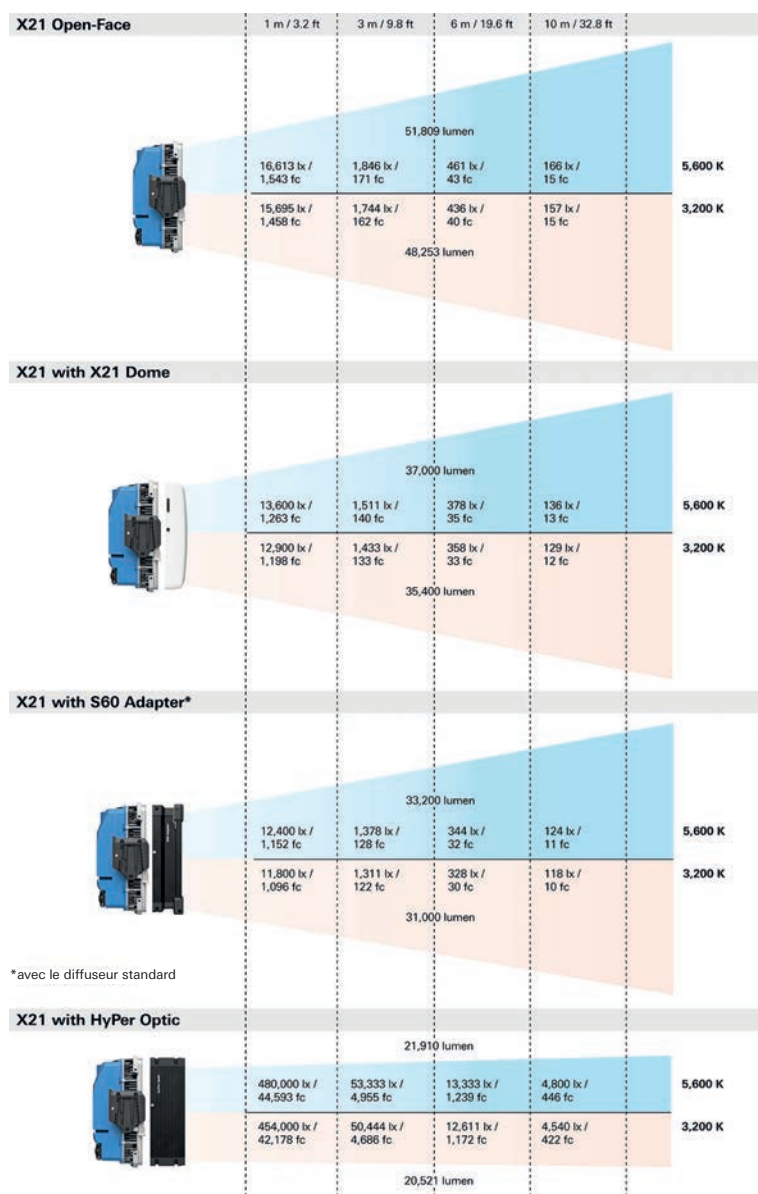 X21 Open-Face
1 m / 3.2 ft
3 m / 9.8 ft
6 m / 19.6 ft
10 m / 32.8 ft
51,809 lumen
16,613 lx /
1,543 fc
1,846 lx /
171 fc
461 lx /
43 fc
166 lx /
15 fc
5,600 K
15,695 lx /
1,458 fc
1,744 lx /
162 fc
436 lx /
40 fc
157 lx /
15 fc
3,200 K
48,253 lumen
X21 with X21 Dome
37,000 lumen
13,600 lx /
1,263 fc
1,511 lx /
140 fc
378 lx /
35 fc
136 lx /
13 fc
5,600 K
12,900 lx /
1,198 fc
1,433 lx /
133 fc
358 lx /
33 fc
129 lx /
12 fc
3,200 K
35,400 lumen
X21 with S60 Adapter*
33,200 lumen
12,400 lx /
1,152 fc
1,378 lx /
128 fc
344 lx /
32 fc
124 lx /
11 fc
5,600 K
11,800 lx /
1,096 fc
1,311 lx /
122 fc
328 lx /
30 fc
118 lx /
10 fc
3,200 K
31,000 lumen
*avec le diffuseur standard
X21 with HyPer Optic
21,910 lumen
480,000 lx /
44,593 fc
53,333 lx /
4,955 fc
13,333 lx /
1,239 fc
4,800 lx /
446 fc
5,600 K
454,000 lx /
42,178 fc
50,444 lx /
4,686 fc
12,611 lx /
1,172 fc
4,540 lx /
422 fc
3,200 K
20,521 lumen